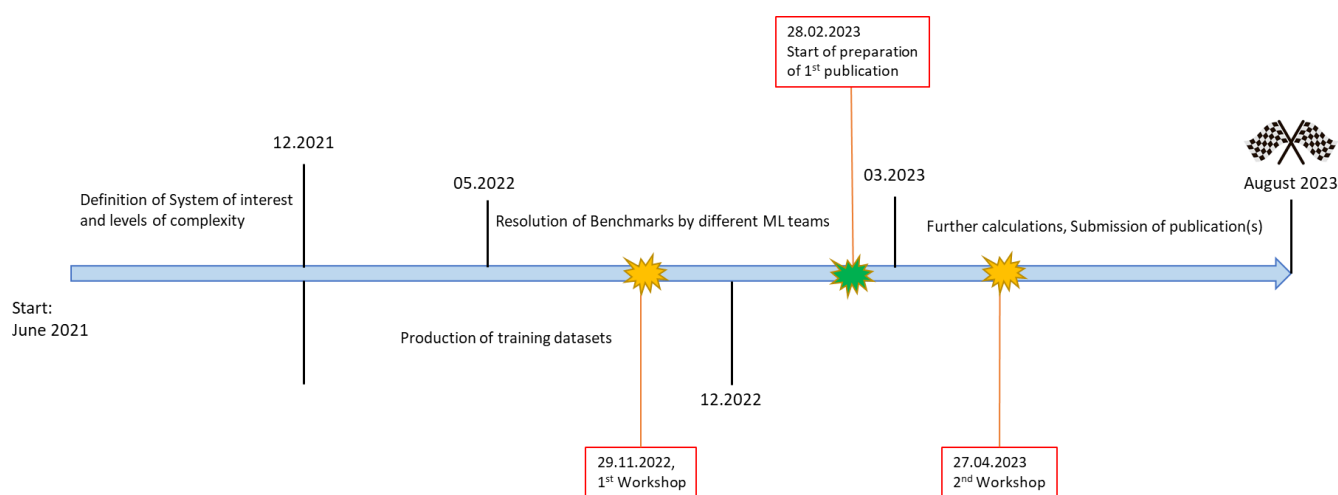 28.02.2023
Start of preparation
of 1st publication
12.2021
05.2022
03.2023
August 2023
Definition of System of interest
and levels of complexity
Resolution of Benchmarks by different ML teams
Further calculations, Submission of publication(s)
Start:
June 2021
Production of training datasets
12.2022
29.11.2022,
1st Workshop
27.04.2023
2nd Workshop